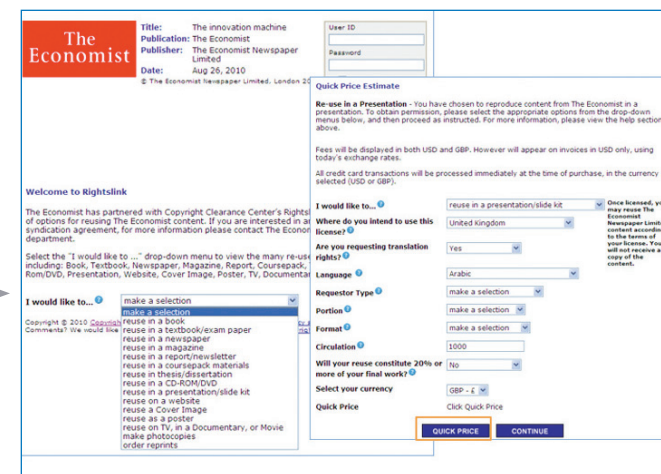 The
Economist
Title: The innovation machine
Publication: The Economist
Publisher: The Economist Newspaper
Limited
Date: Aug 26, 2010
© The Economist Newspaper Limited, London 20
User ID
Password
Welcome to Rightslink
The Economist has partnered with Copyright Clearance Center's Rightsl
of options for reusing The Economist content. If you are interested in a
syndication agreement, for more information please contact The Econor
department.
Select the "I would like to ..." drop-down menu to view the many re-use
including: Book, Textbook, Newspaper, Magazine, Report, Coursepack,
Rom/DVD, Presentation, Website, Cover Image, Poster, TV, Documentar
I would like to... ?
make a selection
make a selection
reuse in a book
reuse in a textbook/exam paper
reuse in a newspaper
reuse in a magazine
reuse in a report/newsletter
reuse in a coursepack materials
reuse in thesis/dissertation
reuse in a CD-ROM/DVD
reuse in a presentation/slide kit
reuse on a website
reuse a Cover Image
reuse as a poster
reuse on TV, in a Documentary, or Movie
make photocopies
order reprints
Copyright © 2010 Copyrigh
Comments? We would like
Quick Price Estimate
Re-use in a Presentation - You have chosen to reproduce content from The Economist in a
presentation. To obtain permission, please select the appropriate options from the drop-down
menus below, and then proceed as instructed. For more information, please view the help section
above.
Fees will be displayed in both USD and GBP. However will appear on invoices in USD only, using
today's exchange rates.
All credit card transactions will be processed immediately at the time of purchase, in the currency
selected (USD or GBP).
I would like to... ? reuse in a presentation/slide kit
Where do you intend to use this
license? ? United Kingdom
Are you requesting translation
rights? ? Yes
Language ? Arabic
Requestor Type ? make a selection
Portion ? make a selection
Format ? make a selection
Circulation ? 1000
Will your reuse constitute 20% or
more of your final work? ? No
Select your currency GBP - £
Quick Price Click Quick Price
QUICK PRICE CONTINUE
Once licensed, yo
may reuse The
Economist
Newspaper Limite
content accordin
to the terms of
your license. You
will not receive a
copy of the
content.